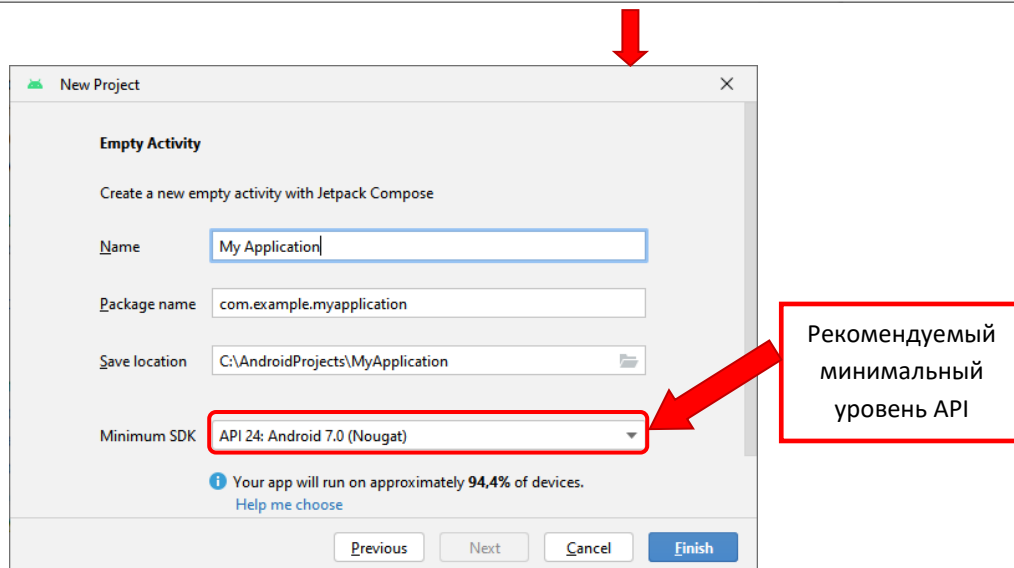 New Project
Empty Activity
Create a new empty activity with Jetpack Compose
Name
My Application
Package name
com.example.myapplication
Save location
C:\AndroidProjects\MyApplication
Рекомендуемый
минимальный
уровень API
Minimum SDK
API 24: Android 7.0 (Nougat)
Your app will run on approximately 94,4% of devices.
Help me choose
Previous
Next
Cancel
Finish